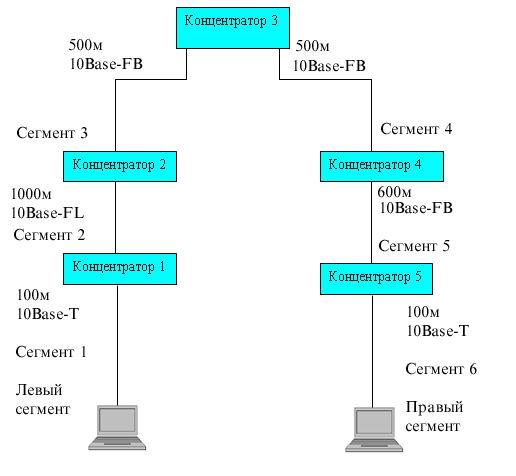 Концентратор 3
500м
10Base-FB
500м
10Base-FB
Сегмент 3
Сегмент 4
Концентратор 2
Концентратор 4
1000м
10Base-FL
Сегмент 2
600м
10Base-FB
Сегмент 5
Концентратор 1
Концентратор 5
100м
10Base-T
100м
10Base-T
Сегмент 1
Сегмент 6
Левый
сегмент
Правый
сегмент